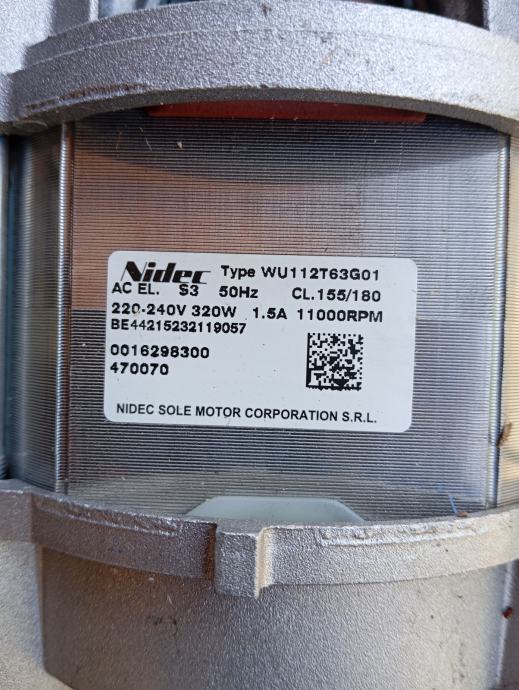 Nidec Type WU112T63G01
AC EL. S3 50Hz CL.155/180
220-240V 320W 1.5A 11000RPM
BE44215232119057
0016298300
470070
NIDEC SOLE MOTOR CORPORATION S.R.L.